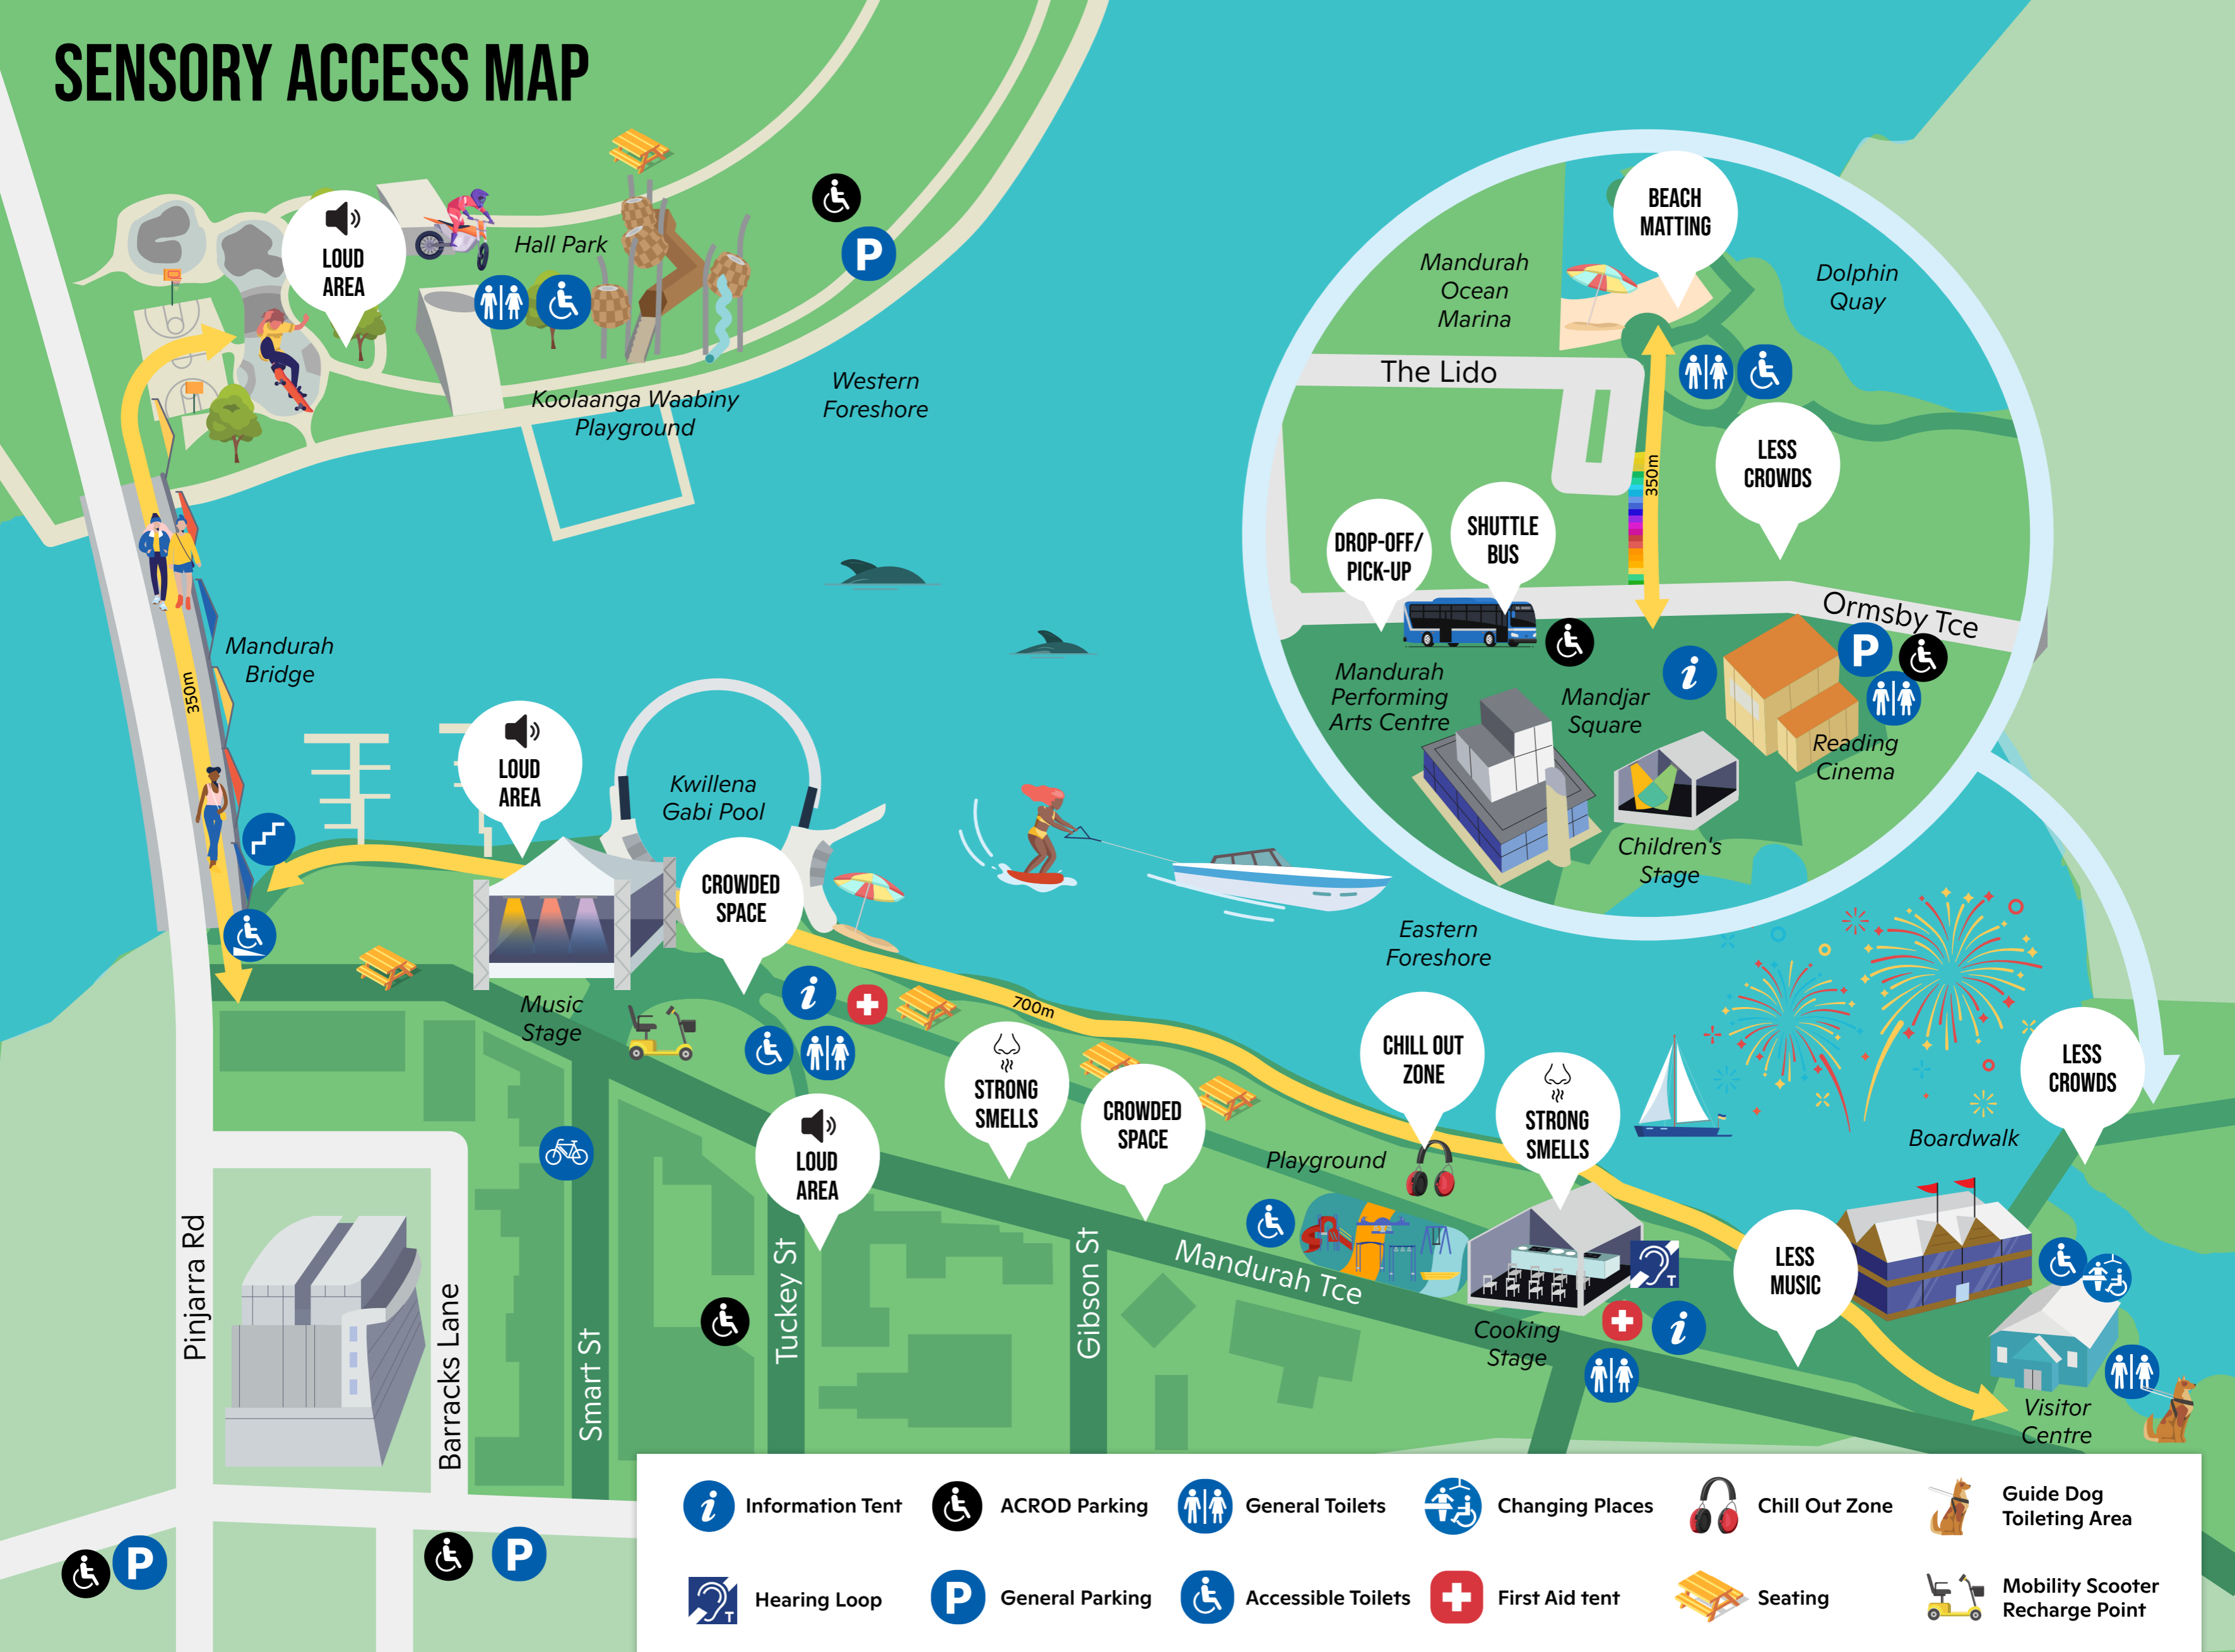 SENSORY ACCESS MAP
LOUD
AREA
Hall Park
P
Koolaanga Waabiny
Playground
Western
Foreshore
Mandurah
Bridge
350m
LOUD
AREA
Kwillena
Gabi Pool
CROWDED
SPACE
Music
Stage
i
700m
STRONG
SMELLS
CROWDED
SPACE
LOUD
AREA
BEACH
MATTING
Mandurah
Ocean
Marina
Dolphin
Quay
The Lido
350m
LESS
CROWDS
DROP-OFF/
PICK-UP
SHUTTLE
BUS
Ormsby Tce
Mandurah
Performing
Arts Centre
Mandjar
Square
i
P
Reading
Cinema
Children's
Stage
Eastern
Foreshore
CHILL OUT
ZONE
STRONG
SMELLS
LESS
CROWDS
Boardwalk
Playground
LESS
MUSIC
T
Cooking
Stage
i
Visitor
Centre
Mandurah Tce
Pinjarra Rd
Barracks Lane
Smart St
Tuckey St
Gibson St
P
P
i Information Tent
ACROD Parking
General Toilets
Changing Places
Chill Out Zone
Guide Dog
Toileting Area
T Hearing Loop
P General Parking
Accessible Toilets
First Aid tent
Seating
Mobility Scooter
Recharge Point